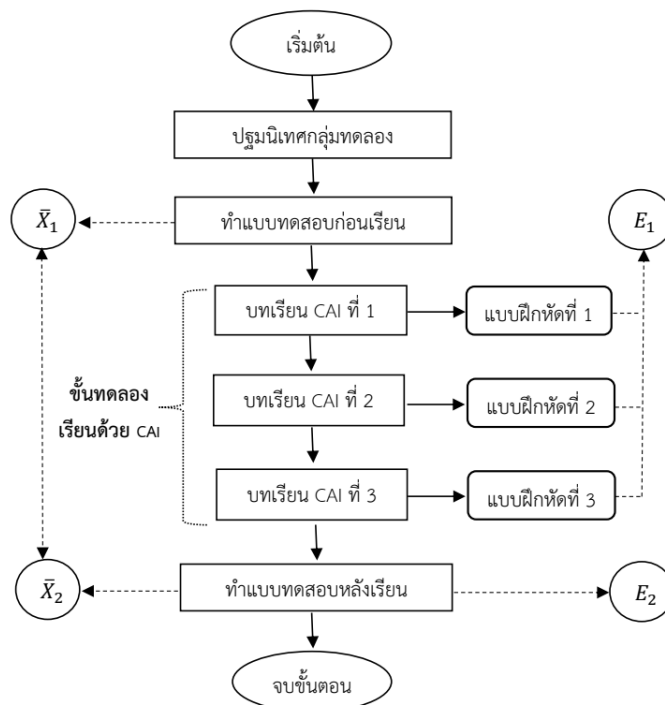 เริ่มต้น
ปฐมนิเทศกลุ่มทดลอง
X̄₁
ทำแบบทดสอบก่อนเรียน
E₁
บทเรียน CAI ที่ 1
แบบฝึกหัดที่ 1
ขั้นทดลอง
เรียนด้วย CAI
บทเรียน CAI ที่ 2
แบบฝึกหัดที่ 2
บทเรียน CAI ที่ 3
แบบฝึกหัดที่ 3
X̄₂
ทำแบบทดสอบหลังเรียน
E₂
จบขั้นตอน